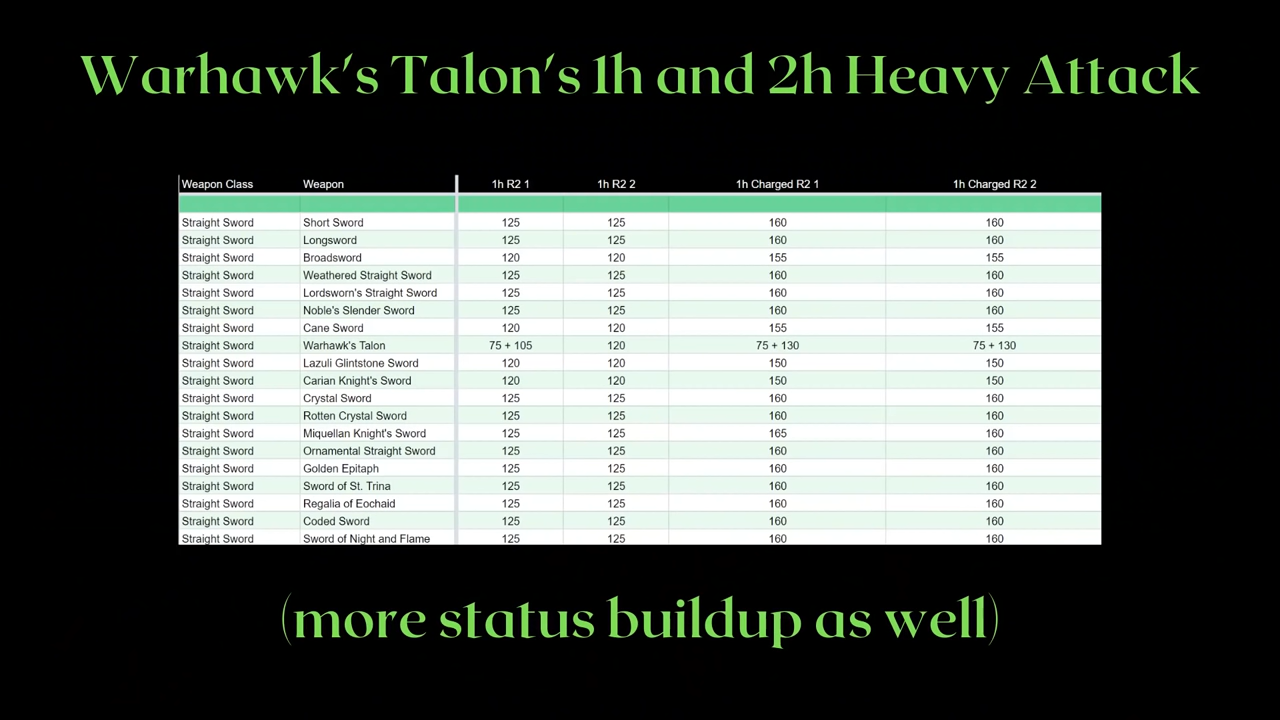 Warhawk's Talon's 1h and 2h Heavy Attack
Weapon Class Weapon 1h R2 1 1h R2 2 1h Charged R2 1 1h Charged R2 2
Straight Sword Short Sword 125 125 160 160
Straight Sword Longsword 125 125 160 160
Straight Sword Broadsword 120 120 155 155
Straight Sword Weathered Straight Sword 125 125 160 160
Straight Sword Lordsworn's Straight Sword 125 125 160 160
Straight Sword Noble's Slender Sword 125 125 160 160
Straight Sword Cane Sword 120 120 155 155
Straight Sword Warhawk's Talon 75 + 105 120 75 + 130 75 + 130
Straight Sword Lazuli Glintstone Sword 120 120 150 150
Straight Sword Carian Knight's Sword 120 120 150 150
Straight Sword Crystal Sword 125 125 160 160
Straight Sword Rotten Crystal Sword 125 125 160 160
Straight Sword Miquellan Knight's Sword 125 125 165 160
Straight Sword Ornamental Straight Sword 125 125 160 160
Straight Sword Golden Epitaph 125 125 160 160
Straight Sword Sword of St. Trina 125 125 160 160
Straight Sword Regalia of Eochaid 125 125 160 160
Straight Sword Coded Sword 125 125 160 160
Straight Sword Sword of Night and Flame 125 125 160 160
(more status buildup as well)